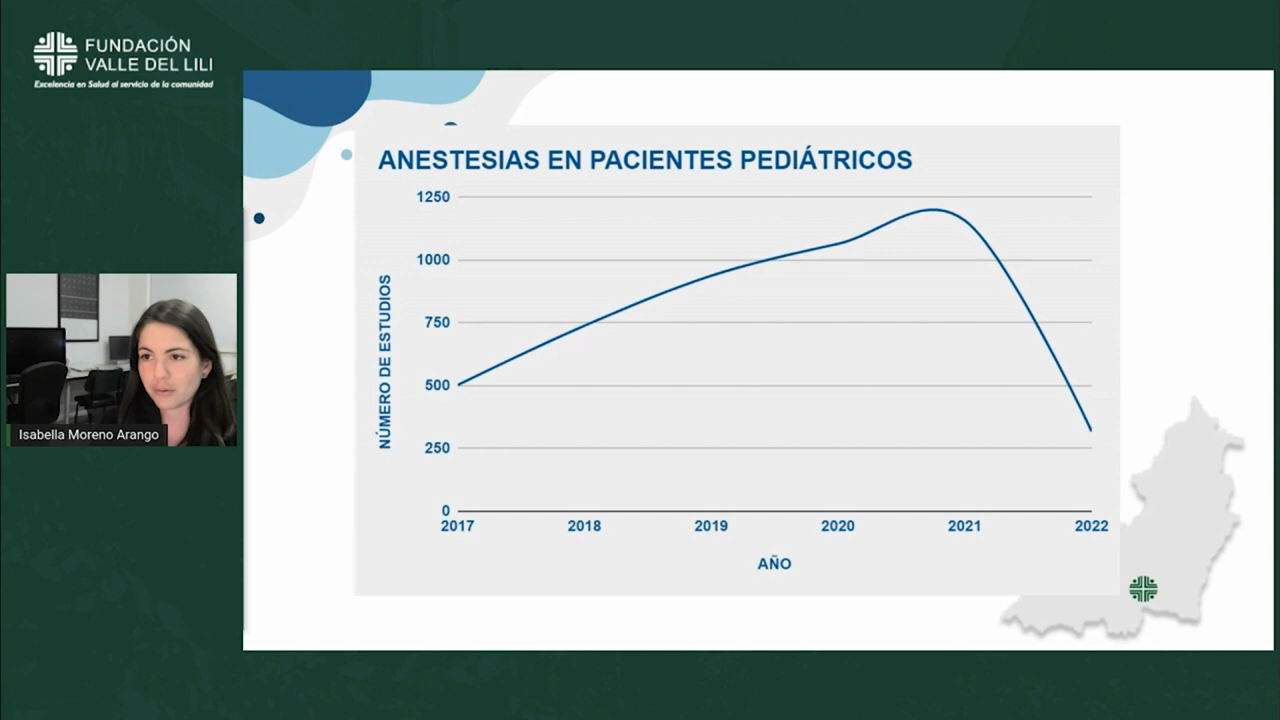 FUNDACIÓN
VALLE DEL LILI
Excelencia en Salud al servicio de la comunidad
ANESTESIAS EN PACIENTES PEDIÁTRICOS
NÚMERO DE ESTUDIOS
1250
1000
750
500
250
0
2017 2018 2019 2020 2021 2022
AÑO
Isabella Moreno Arango